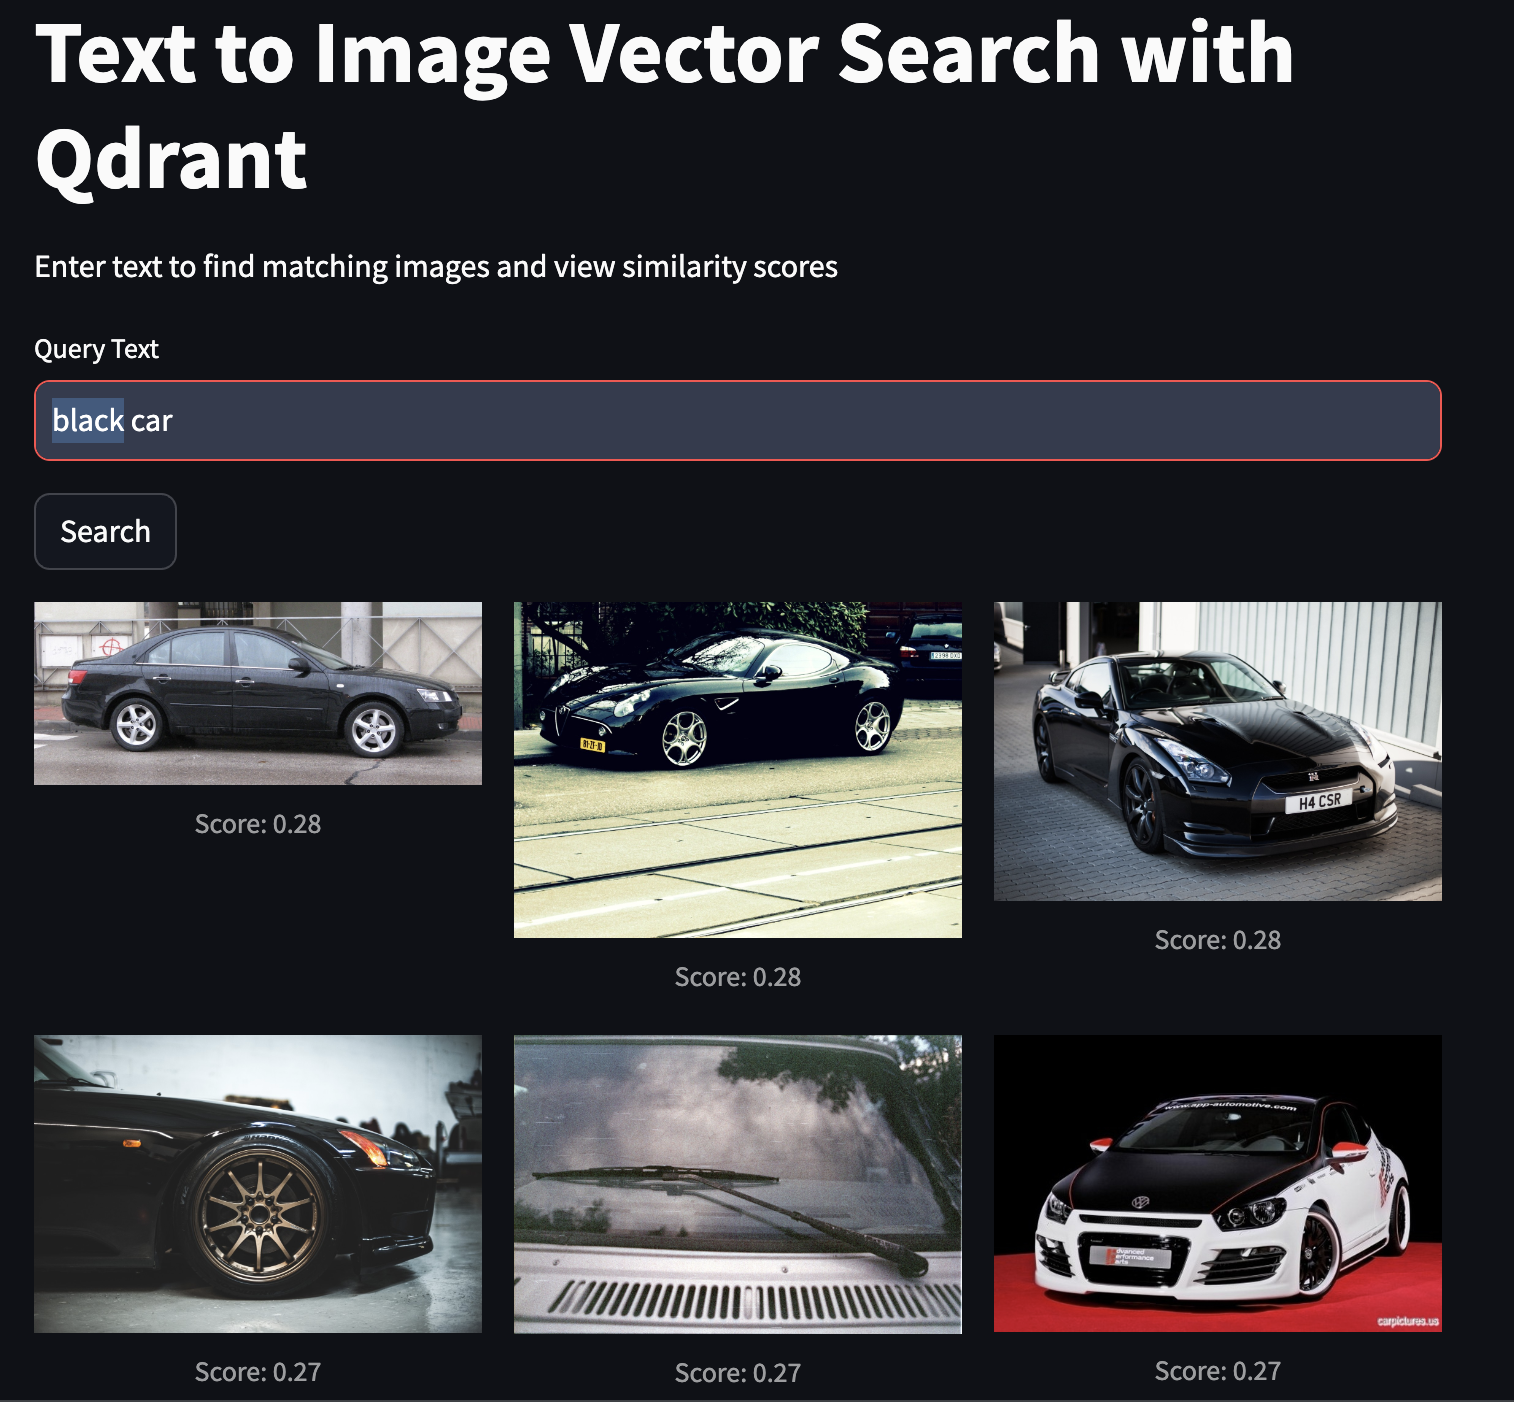 Text to Image Vector Search with
Qdrant
Enter text to find matching images and view similarity scores
Query Text
black car
Search
H4 CSR
Score: 0.28
Score: 0.28
Score: 0.28
www.app-automotive.com
carpictures.us
Score: 0.27
Score: 0.27
Score: 0.27